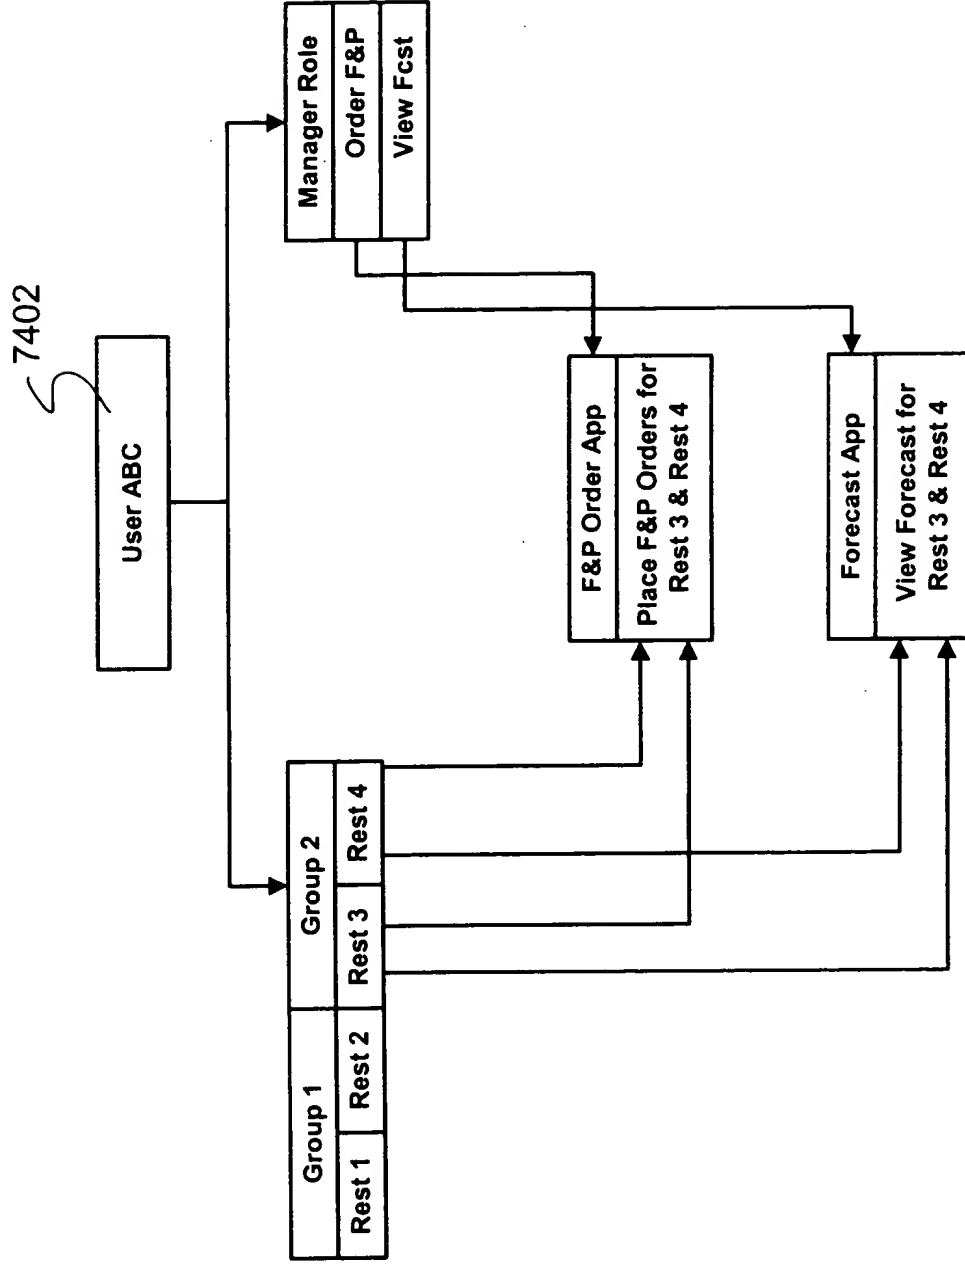 7402
User ABC
Group 1
Group 2
Rest 1
Rest 2
Rest 3
Rest 4
Manager Role
Order F&P
View Fcst
F&P Order App
Place F&P Orders for
Rest 3 & Rest 4
Forecast App
View Forecast for
Rest 3 & Rest 4